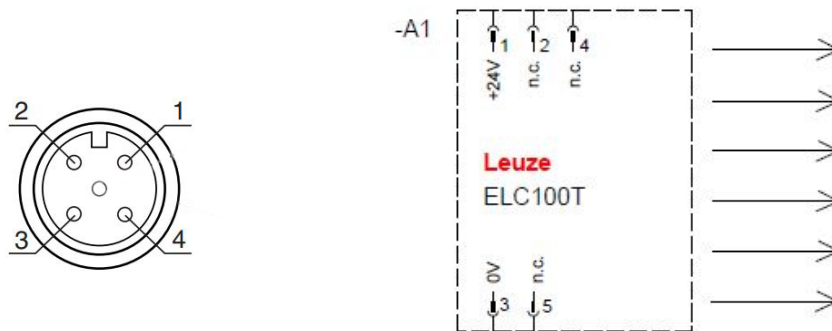 2 1
3 4
-A1
1 2 4
+24V n.c. n.c.
Leuze
ELC100T
0V n.c.
3 5